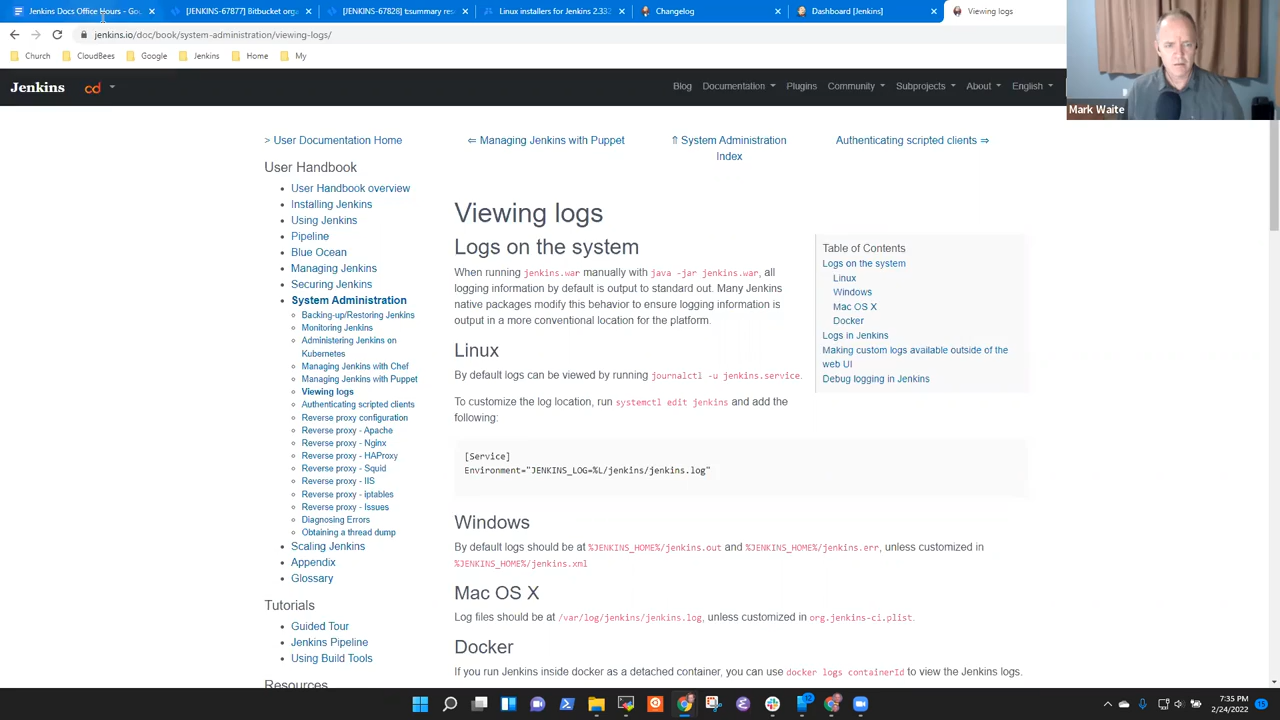 Jenkins Docs Office Hours - Goo
[JENKINS-67877] Bitbucket orga
[JENKINS-67828] t:summary res
Linux installers for Jenkins 2.332
Changelog
Dashboard [Jenkins]
Viewing logs
jenkins.io/doc/book/system-administration/viewing-logs/
Church
CloudBees
Google
Jenkins
Home
My
Mark Waite
Jenkins
cd
Blog
Documentation
Plugins
Community
Subprojects
About
English
> User Documentation Home
⇐ Managing Jenkins with Puppet
⇑ System Administration
Index
Authenticating scripted clients ⇒
User Handbook
User Handbook overview
Installing Jenkins
Using Jenkins
Pipeline
Blue Ocean
Managing Jenkins
Securing Jenkins
System Administration
Backing-up/Restoring Jenkins
Monitoring Jenkins
Administering Jenkins on
Kubernetes
Managing Jenkins with Chef
Managing Jenkins with Puppet
Viewing logs
Authenticating scripted clients
Reverse proxy configuration
Reverse proxy - Apache
Reverse proxy - Nginx
Reverse proxy - HAProxy
Reverse proxy - Squid
Reverse proxy - IIS
Reverse proxy - iptables
Reverse proxy - Issues
Diagnosing Errors
Obtaining a thread dump
Scaling Jenkins
Appendix
Glossary
Tutorials
Guided Tour
Jenkins Pipeline
Using Build Tools
Resources
Viewing logs
Logs on the system
When running jenkins.war manually with java -jar jenkins.war, all
logging information by default is output to standard out. Many Jenkins
native packages modify this behavior to ensure logging information is
output in a more conventional location for the platform.
Linux
By default logs can be viewed by running journalctl -u jenkins.service.
To customize the log location, run systemctl edit jenkins and add the
following:
[Service]
Environment="JENKINS_LOG=%L/jenkins/jenkins.log"
Windows
By default logs should be at %JENKINS_HOME%/jenkins.out and %JENKINS_HOME%/jenkins.err, unless customized in
%JENKINS_HOME%/jenkins.xml
Mac OS X
Log files should be at /var/log/jenkins/jenkins.log, unless customized in org.jenkins-ci.plist.
Docker
If you run Jenkins inside docker as a detached container, you can use docker logs containerId to view the Jenkins logs.
Table of Contents
Logs on the system
Linux
Windows
Mac OS X
Docker
Logs in Jenkins
Making custom logs available outside of the
web UI
Debug logging in Jenkins
7:35 PM
2/24/2022